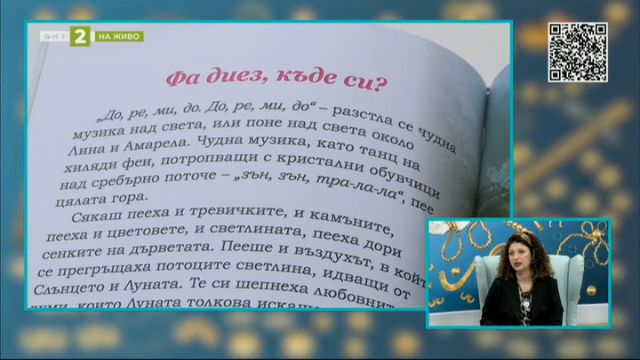 БНТ 2 НА ЖИВО
Фа диез, къде си?
„До, ре, ми, до. До, ре, ми, до“ – разстла се чудна
музика над света, или поне над света около
Лина и Амарела. Чудна музика, като танц на
хиляди феи, потропващи с кристални обувчици
над сребърно поточе – „зън, зън, тра-ла-ла“, пее
цялата гора.
Сякаш пееха и тревичките, и камъните,
пееха и цветовете, и светлината, пееха дори
сенките на дърветата. Пееше и въздухът, в който
се прегръщаха потоците светлина, идващи от
Слънцето и Луната. Те си шепнеха любовни
които Луната толкова